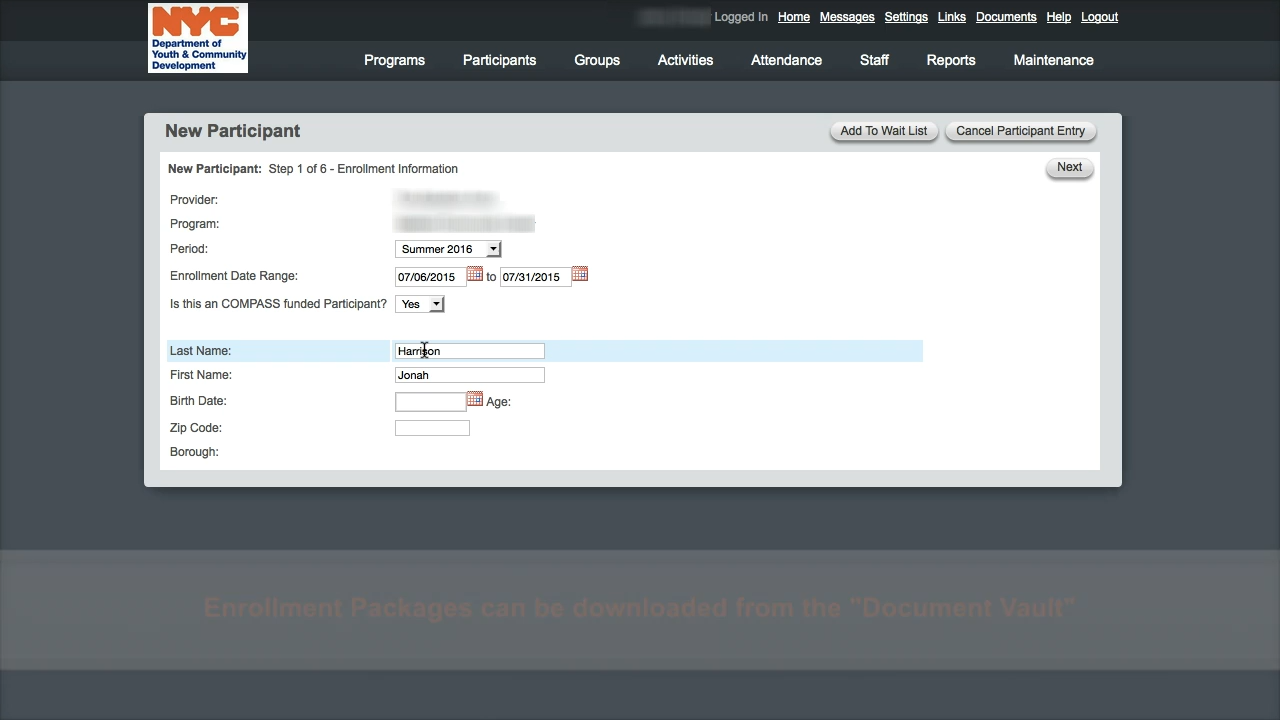 NYC
Department of
Youth & Community
Development
Logged In Home Messages Links Documents Help Logout
Programs Participants Groups Activities Attendance Staff Reports Maintenance
New Participant Add To Wait List Cancel Participant Entry
New Participant: Step 1 of 6 - Enrollment Information Next
Provider:
Program:
Period: Summer 2016
Enrollment Date Range: 07/06/2015 to 07/31/2015
Is this an COMPASS funded Participant? Yes
Last Name: Harrison
First Name: Jonah
Birth Date: Age:
Zip Code:
Borough:
Enrollment Packages can be downloaded from the "Document Vault"